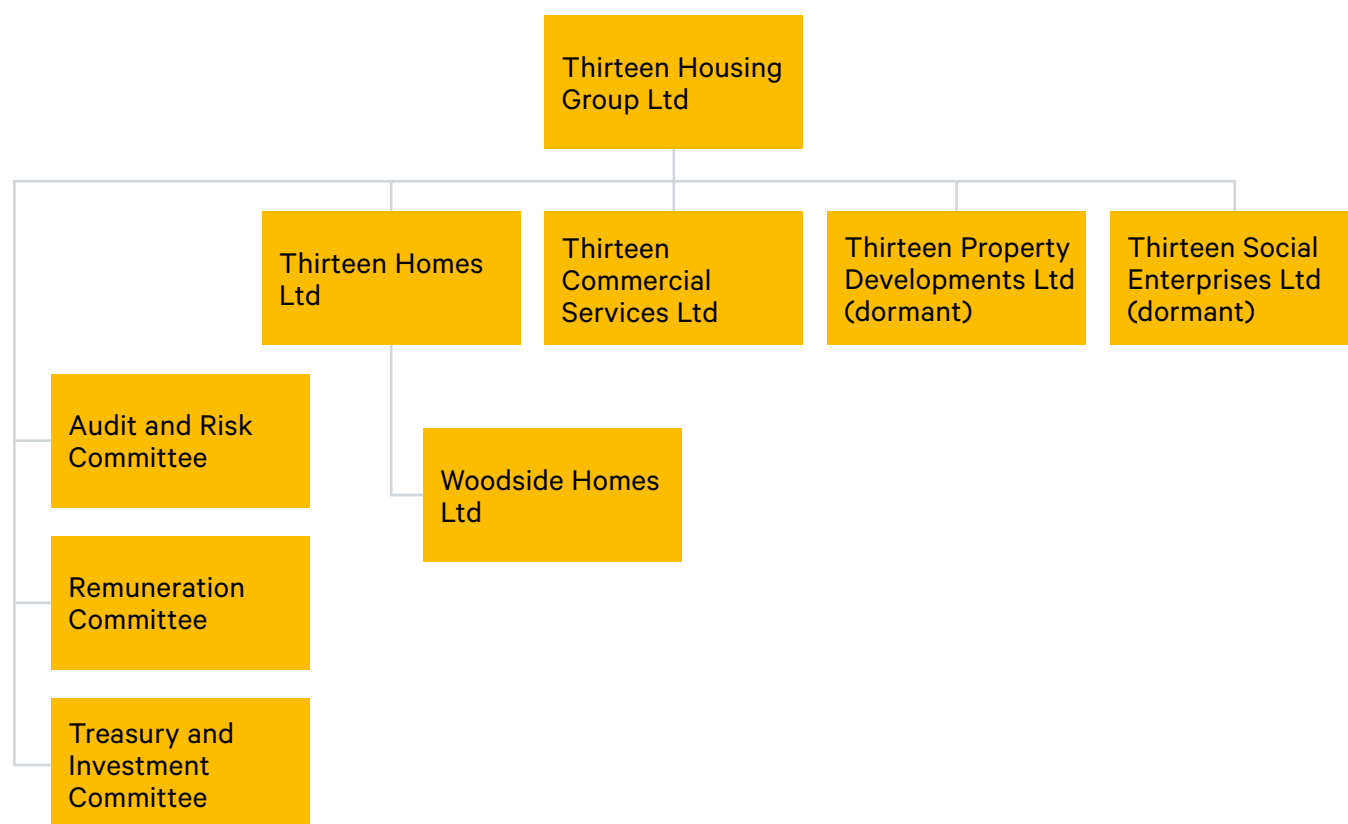 Thirteen Housing
Group Ltd
Thirteen Homes
Ltd
Thirteen
Commercial
Services Ltd
Thirteen Property
Developments Ltd
(dormant)
Thirteen Social
Enterprises Ltd
(dormant)
Audit and Risk
Committee
Woodside Homes
Ltd
Remuneration
Committee
Treasury and
Investment
Committee